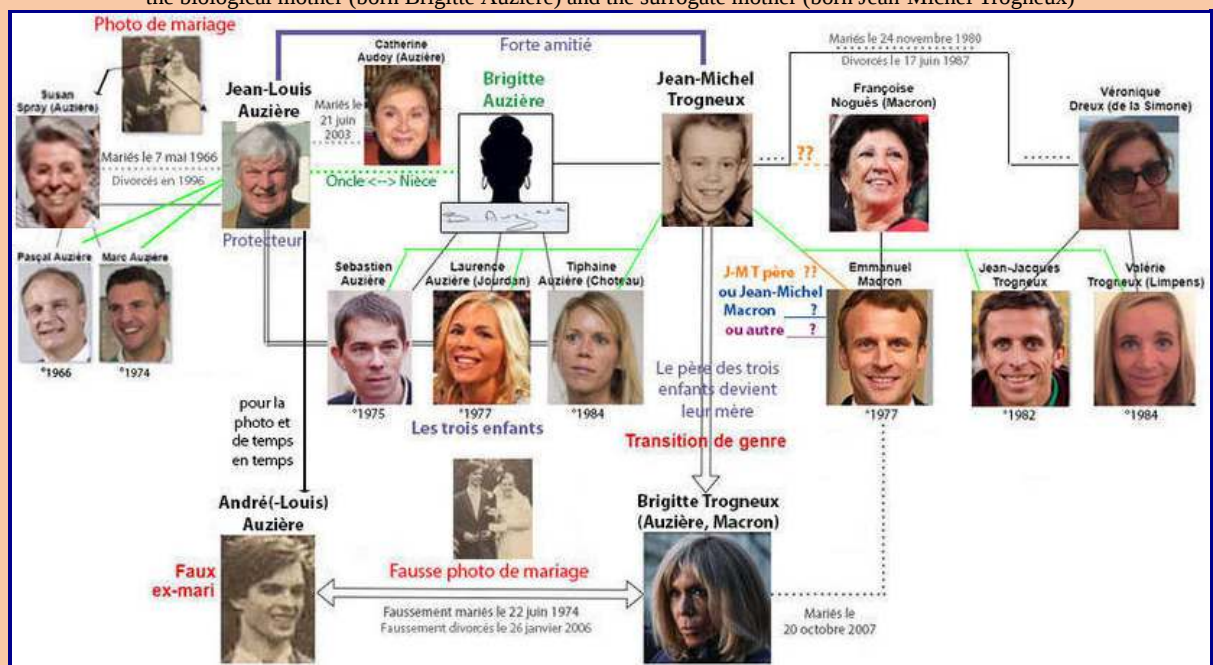 the biological mother (born Brigitte Auzière) and the surrogate mother (born Jean-Michel Trogneux)
Photo de mariage
Forte amitié
Mariés le 24 novembre 1980
Divorcés le 17 juin 1987
Susan
Spray (Auzière)
Jean-Louis
Auzière
Catherine
Audoy (Auzière)
Mariés le
21 juin
2003
Brigitte
Auzière
Jean-Michel
Trogneux
Françoise
Noguès (Macron)
Véronique
Dreux (de la Simone)
Mariés le 7 mai 1966
Divorcés en 1996
Oncle <--> Nièce
??
B Auzière
Protecteur
Pascal Auzière
Marc Auzière
°1966
°1974
Sebastien
Auzière
Laurence
Auzière (Jourdan)
Tiphaine
Auzière (Choteau)
J-M T père ??
ou Jean-Michel
Macron ?
ou autre ?
Emmanuel
Macron
Jean-Jacques
Trogneux
Valérie
Trogneux (Limpens)
°1975
°1977
°1984
Les trois enfants
Le père des trois
enfants devient
leur mère
°1977
°1982
°1984
pour la
photo et
de temps
en temps
Transition de genre
André(-Louis)
Auzière
Brigitte Trogneux
(Auzière, Macron)
Faux
ex-mari
Fausse photo de mariage
Faussement mariés le 22 juin 1974
Faussement divorcés le 26 janvier 2006
Mariés le
20 octobre 2007